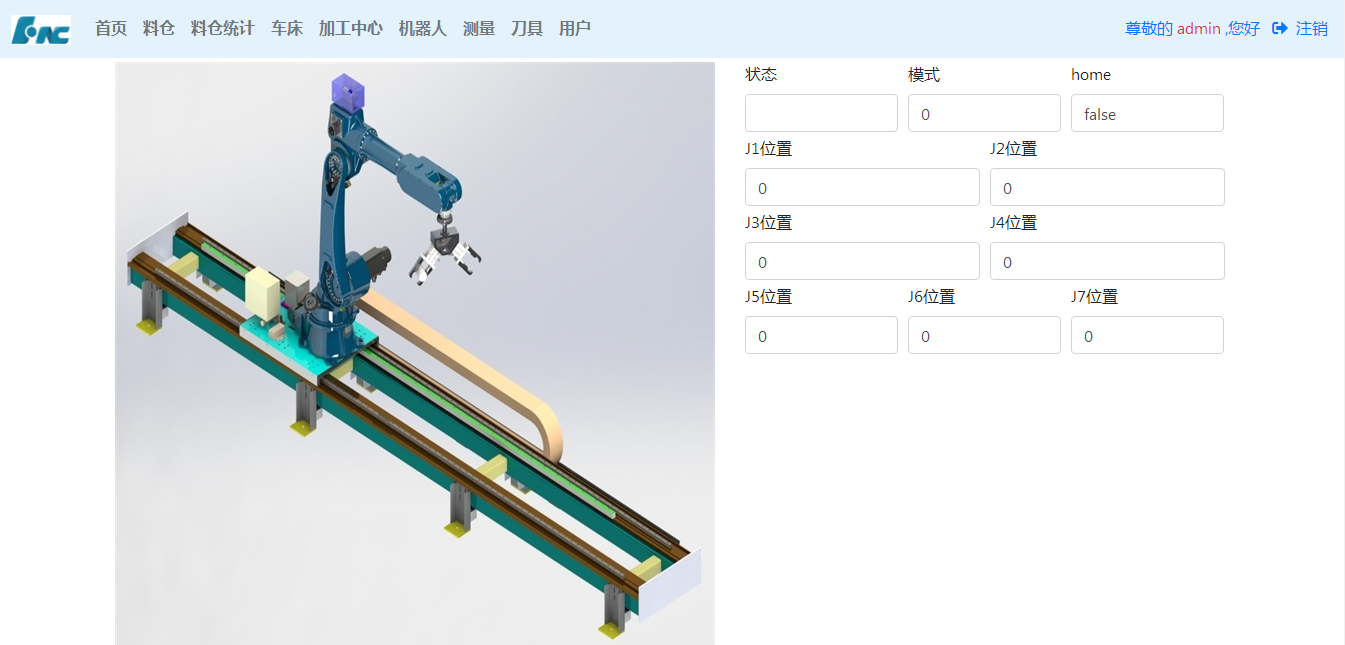 首页 料仓 料仓统计 车床 加工中心 机器人 测量 刀具 用户 尊敬的 admin ,您好 注销
状态 模式 home
0 false
J1位置 J2位置
0 0
J3位置 J4位置
0 0
J5位置 J6位置 J7位置
0 0 0